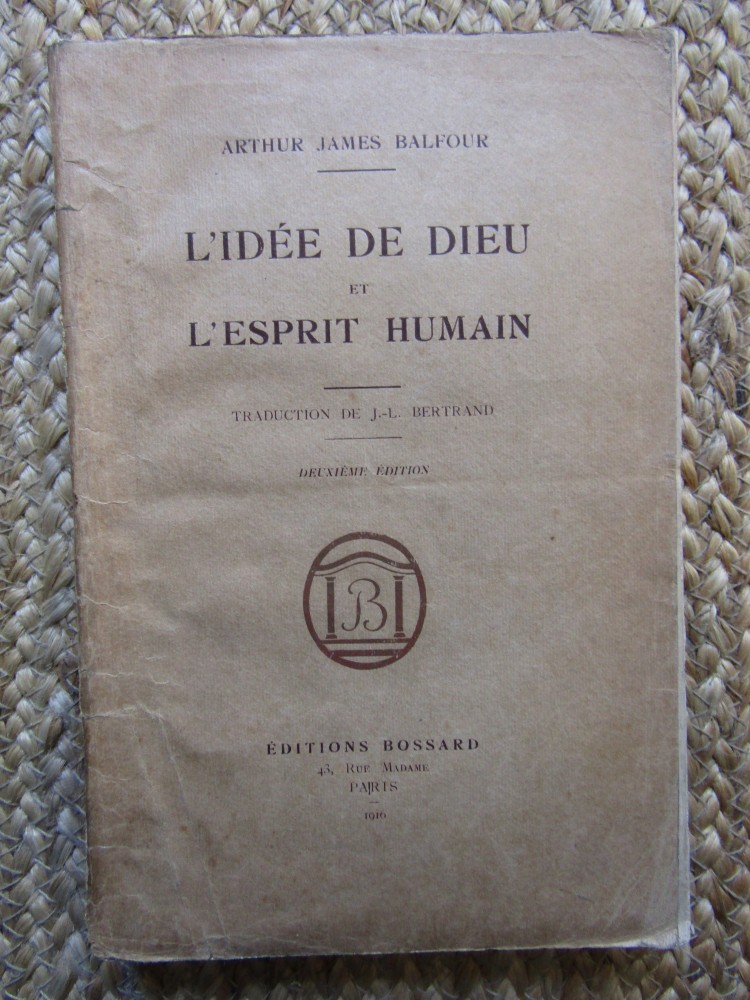 ARTHUR JAMES BALFOUR
L'IDÉE DE DIEU
ET
L'ESPRIT HUMAIN
TRADUCTION DE J.-L. BERTRAND
DEUXIÈME ÉDITION
B
ÉDITIONS BOSSARD
43, RUE MADAME
PARIS
1916